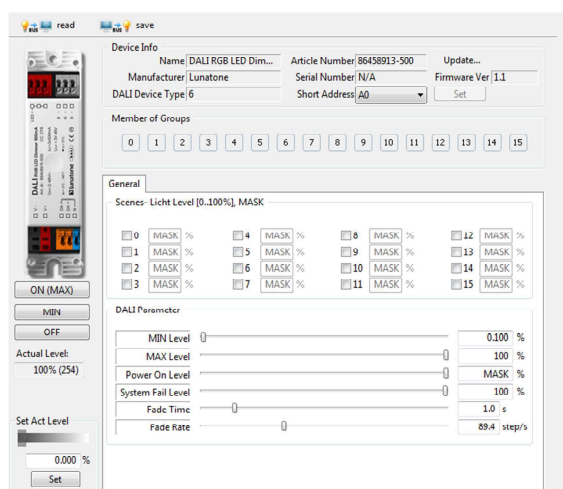 read save
Device Info
Name DALI RGB LED Dim... Article Number 86458913-500 Update...
Manufacturer Lunatone Serial Number N/A Firmware Ver 1.1
DALI Device Type 6 Short Address A0 Set
Member of Groups
0 1 2 3 4 5 6 7 8 9 10 11 12 13 14 15
General
Scenes- Licht Level [0..100%], MASK
0 MASK % 4 MASK % 8 MASK % 12 MASK %
1 MASK % 5 MASK % 9 MASK % 13 MASK %
2 MASK % 6 MASK % 10 MASK % 14 MASK %
3 MASK % 7 MASK % 11 MASK % 15 MASK %
ON (MAX)
MIN
OFF
Actual Level:
100% (254)
DALI Parameter
MIN Level 0.100 %
MAX Level 100 %
Power On Level MASK %
System Fail Level 100 %
Fade Time 1.0 s
Fade Rate 89.4 step/s
Set Act Level
0.000 %
Set
DALI
Lunatone